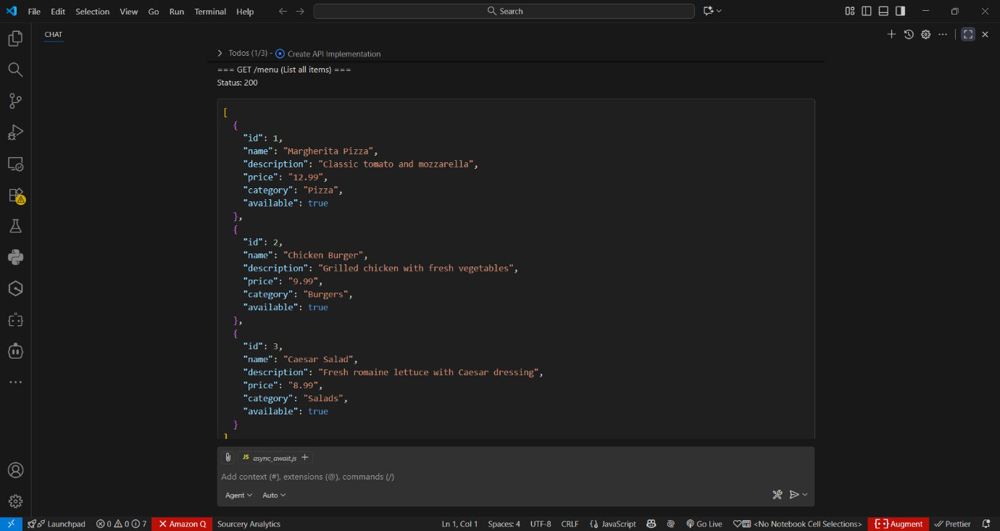 File Edit Selection View Go Run Terminal Help
Search
CHAT
Todos (1/3) - Create API Implementation
=== GET /menu (List all items) ===
Status: 200
[
{
"id": 1,
"name": "Margherita Pizza",
"description": "Classic tomato and mozzarella",
"price": "12.99",
"category": "Pizza",
"available": true
},
{
"id": 2,
"name": "Chicken Burger",
"description": "Grilled chicken with fresh vegetables",
"price": "9.99",
"category": "Burgers",
"available": true
},
{
"id": 3,
"name": "Caesar Salad",
"description": "Fresh romaine lettuce with Caesar dressing",
"price": "8.99",
"category": "Salads",
"available": true
}
]
JS async_await.js +
Add context (#), extensions (@), commands (/)
Agent Auto
Launchpad 0 0 7 Amazon Q Sourcery Analytics Ln 1, Col 1 Spaces: 4 UTF-8 CRLF {} JavaScript Go Live <No Notebook Cell Selections> Augment Prettier